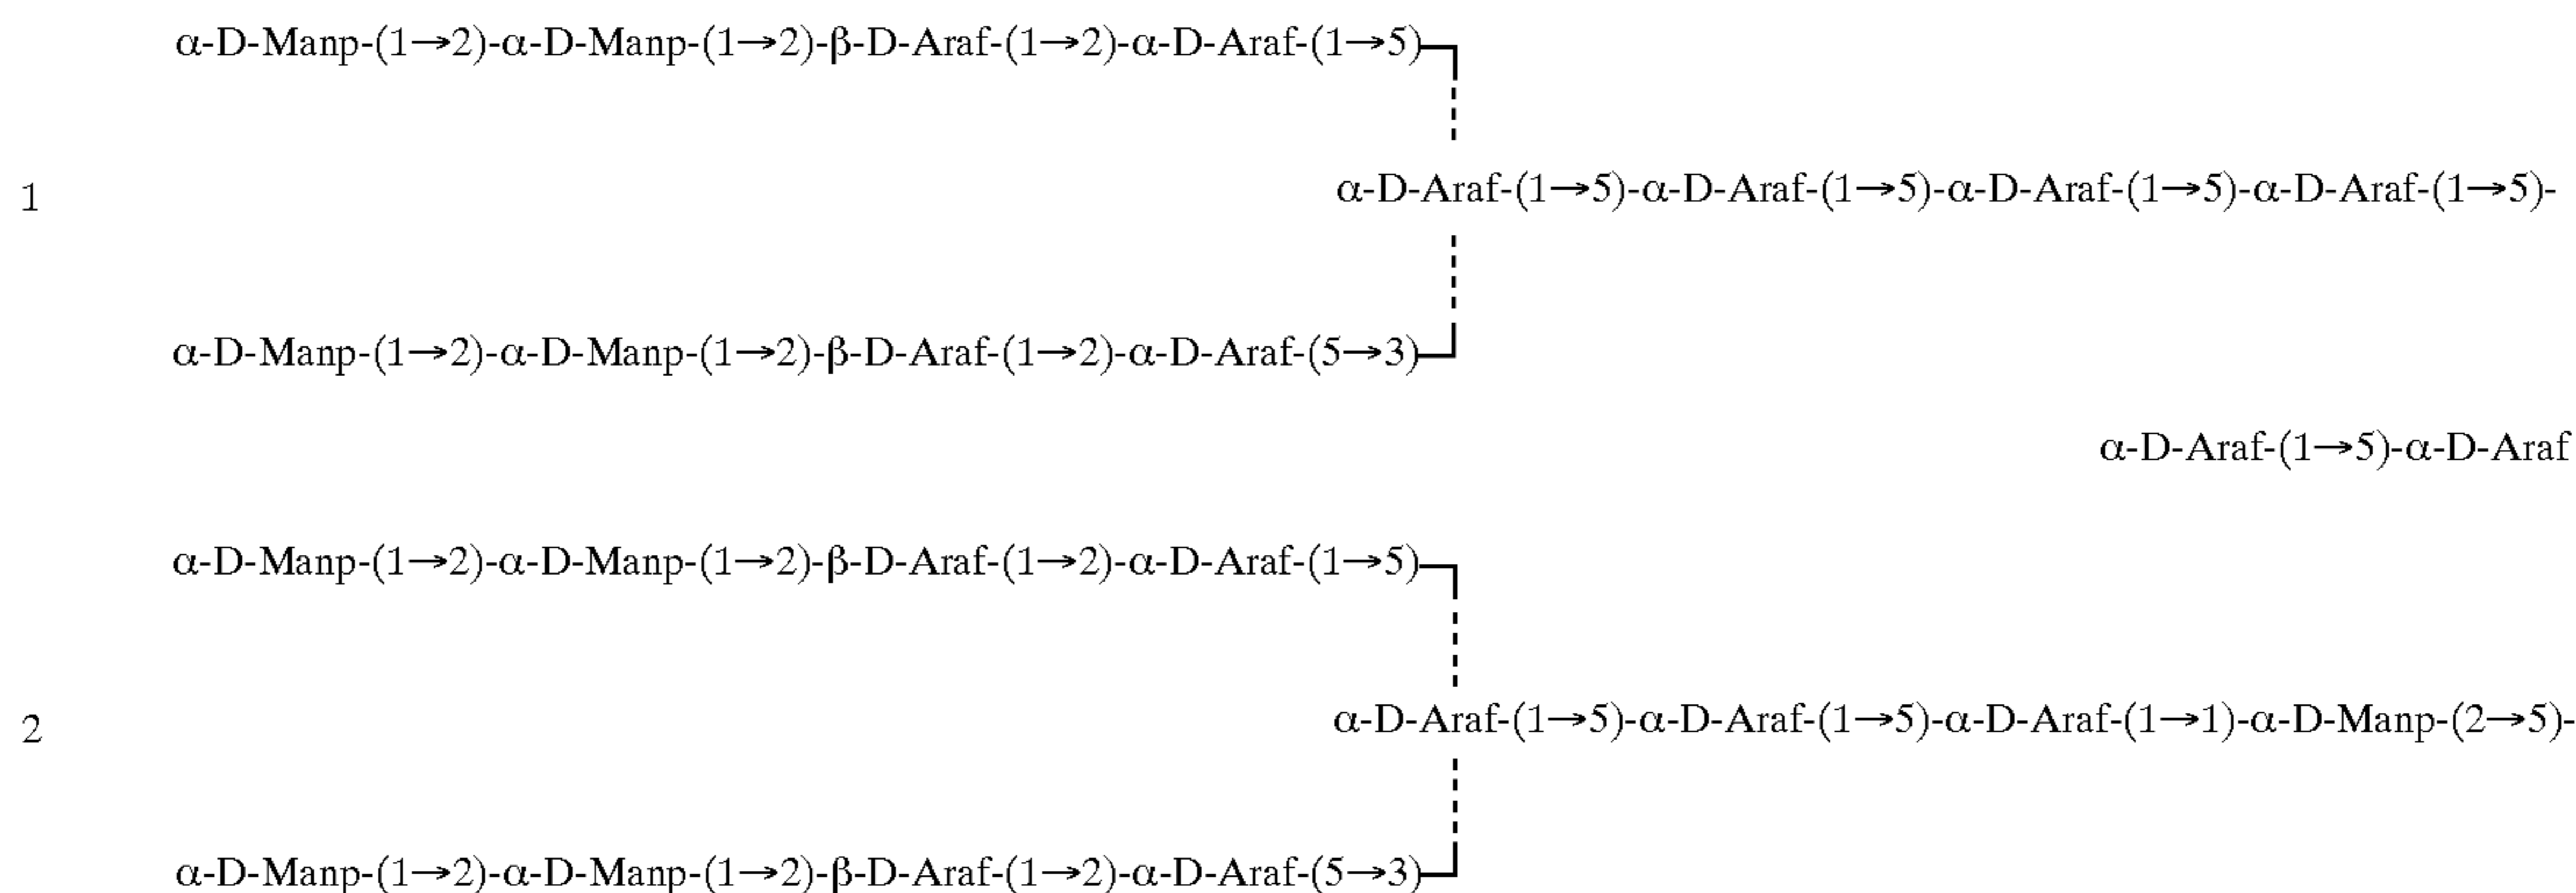 α-D-Manp-(1→2)-α-D-Manp-(1→2)-β-D-Araf-(1→2)-α-D-Araf-(1→5)
1 α-D-Araf-(1→5)-α-D-Araf-(1→5)-α-D-Araf-(1→5)-α-D-Araf-(1→5)-
α-D-Manp-(1→2)-α-D-Manp-(1→2)-β-D-Araf-(1→2)-α-D-Araf-(5→3)
α-D-Araf-(1→5)-α-D-Araf
α-D-Manp-(1→2)-α-D-Manp-(1→2)-β-D-Araf-(1→2)-α-D-Araf-(1→5)
2 α-D-Araf-(1→5)-α-D-Araf-(1→5)-α-D-Araf-(1→1)-α-D-Manp-(2→5)-
α-D-Manp-(1→2)-α-D-Manp-(1→2)-β-D-Araf-(1→2)-α-D-Araf-(5→3)